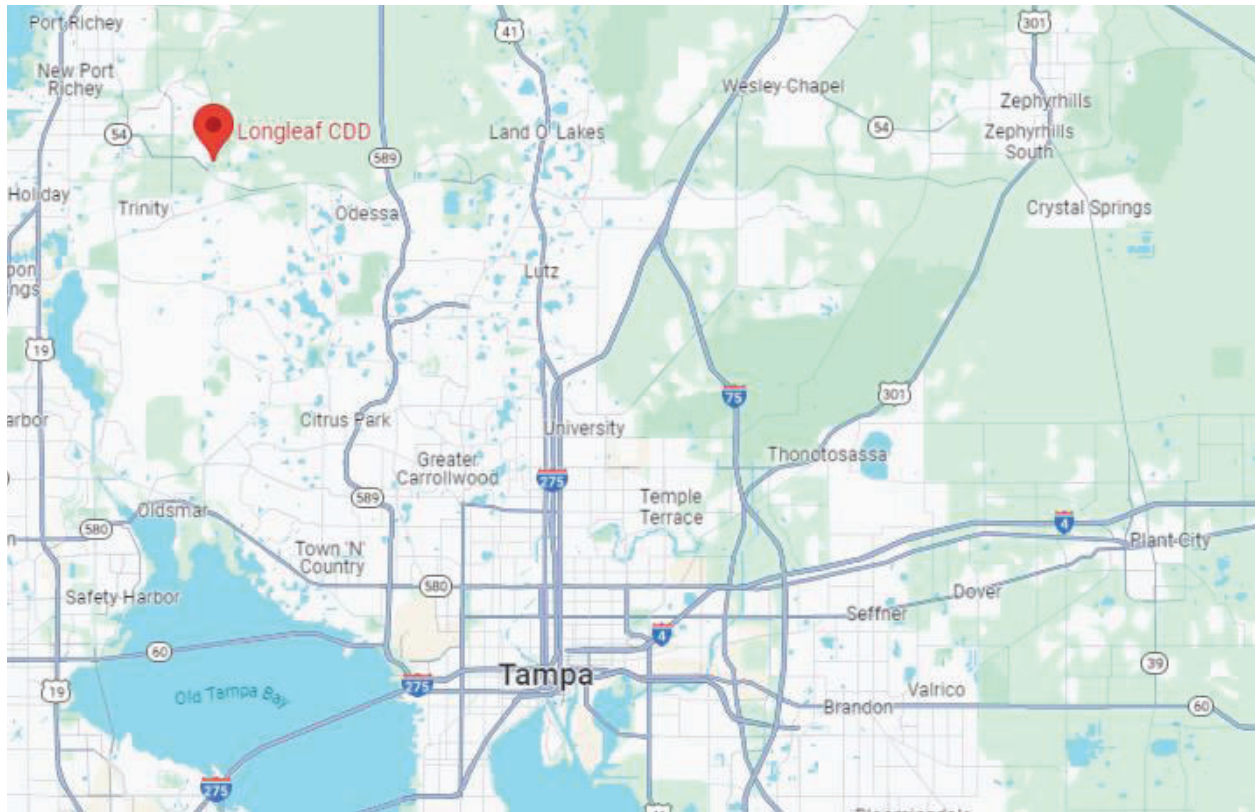 Port Richey
41
301
New Port
Richey
Wesley Chapel
Zephyrhills
54
Longleaf CDD
Land O' Lakes
54
Zephyrhills
South
589
Holiday
Trinity
Odessa
Crystal Springs
Lutz
19
75
301
Citrus Park
University
Thonotosassa
Greater
Carrollwood
275
589
Temple
Terrace
Oldsmar
580
4
Plant City
Town 'N'
Country
580
Safety Harbor
Dover
Seffner
4
60
39
Tampa
275
19
Old Tampa Bay
Valrico
Brandon
60
275